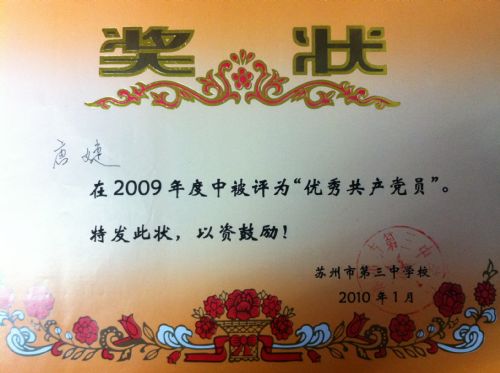 奖状
唐婕
在2009年度中被评为“优秀共产党员”。
特发此状，以资鼓励！
苏州市第三中学校
2010年1月